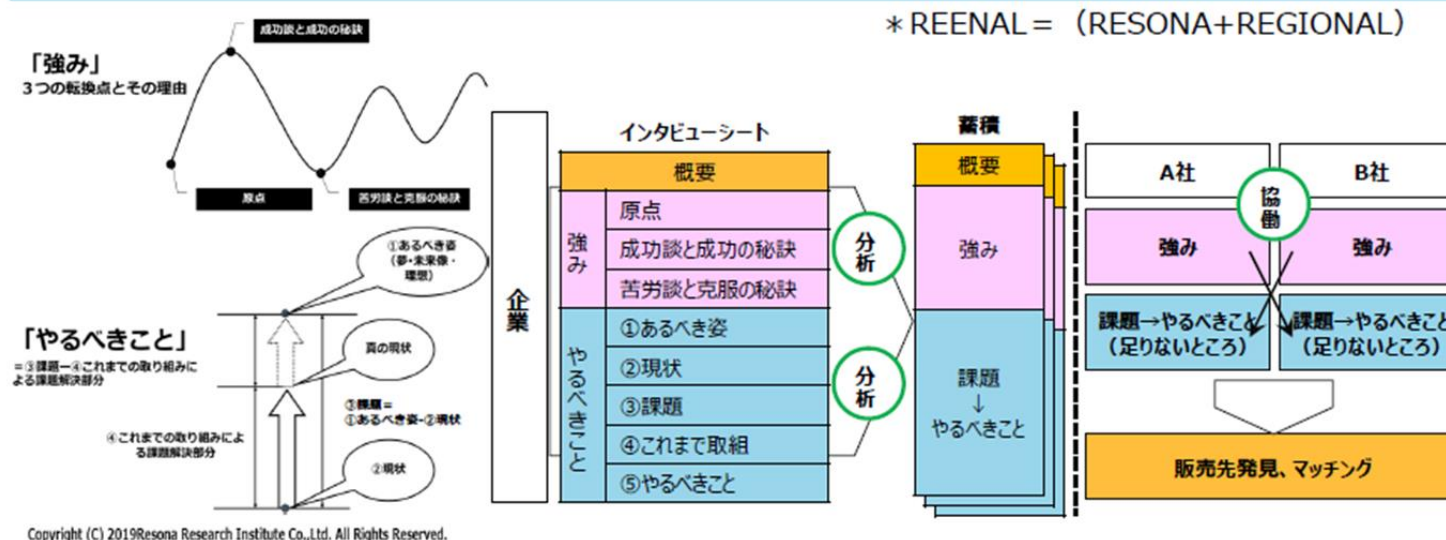 *REENAL=（RESONA+REGIONAL）
成功談と成功の秘訣
「強み」
３つの転換点とその理由
原点
苦労談と克服の秘訣
①あるべき姿
（夢・未来像・
理想）
「やるべきこと」
＝③課題ー④これまでの取り組みに
よる課題解決部分
真の現状
③課題＝
①あるべき姿-②現状
④これまでの取り組みによ
る課題解決部分
②現状
Copyright (C) 2019Resona Research Institute Co.,Ltd. All Rights Reserved.
企業
インタビューシート
概要
強み
原点
成功談と成功の秘訣
苦労談と克服の秘訣
やるべきこと
①あるべき姿
②現状
③課題
④これまで取組
⑤やるべきこと
分析
分析
蓄積
概要
強み
課題
↓
やるべきこと
A社
B社
協働
強み
強み
課題→やるべきこと
（足りないところ）
課題→やるべきこと
（足りないところ）
販売先発見、マッチング